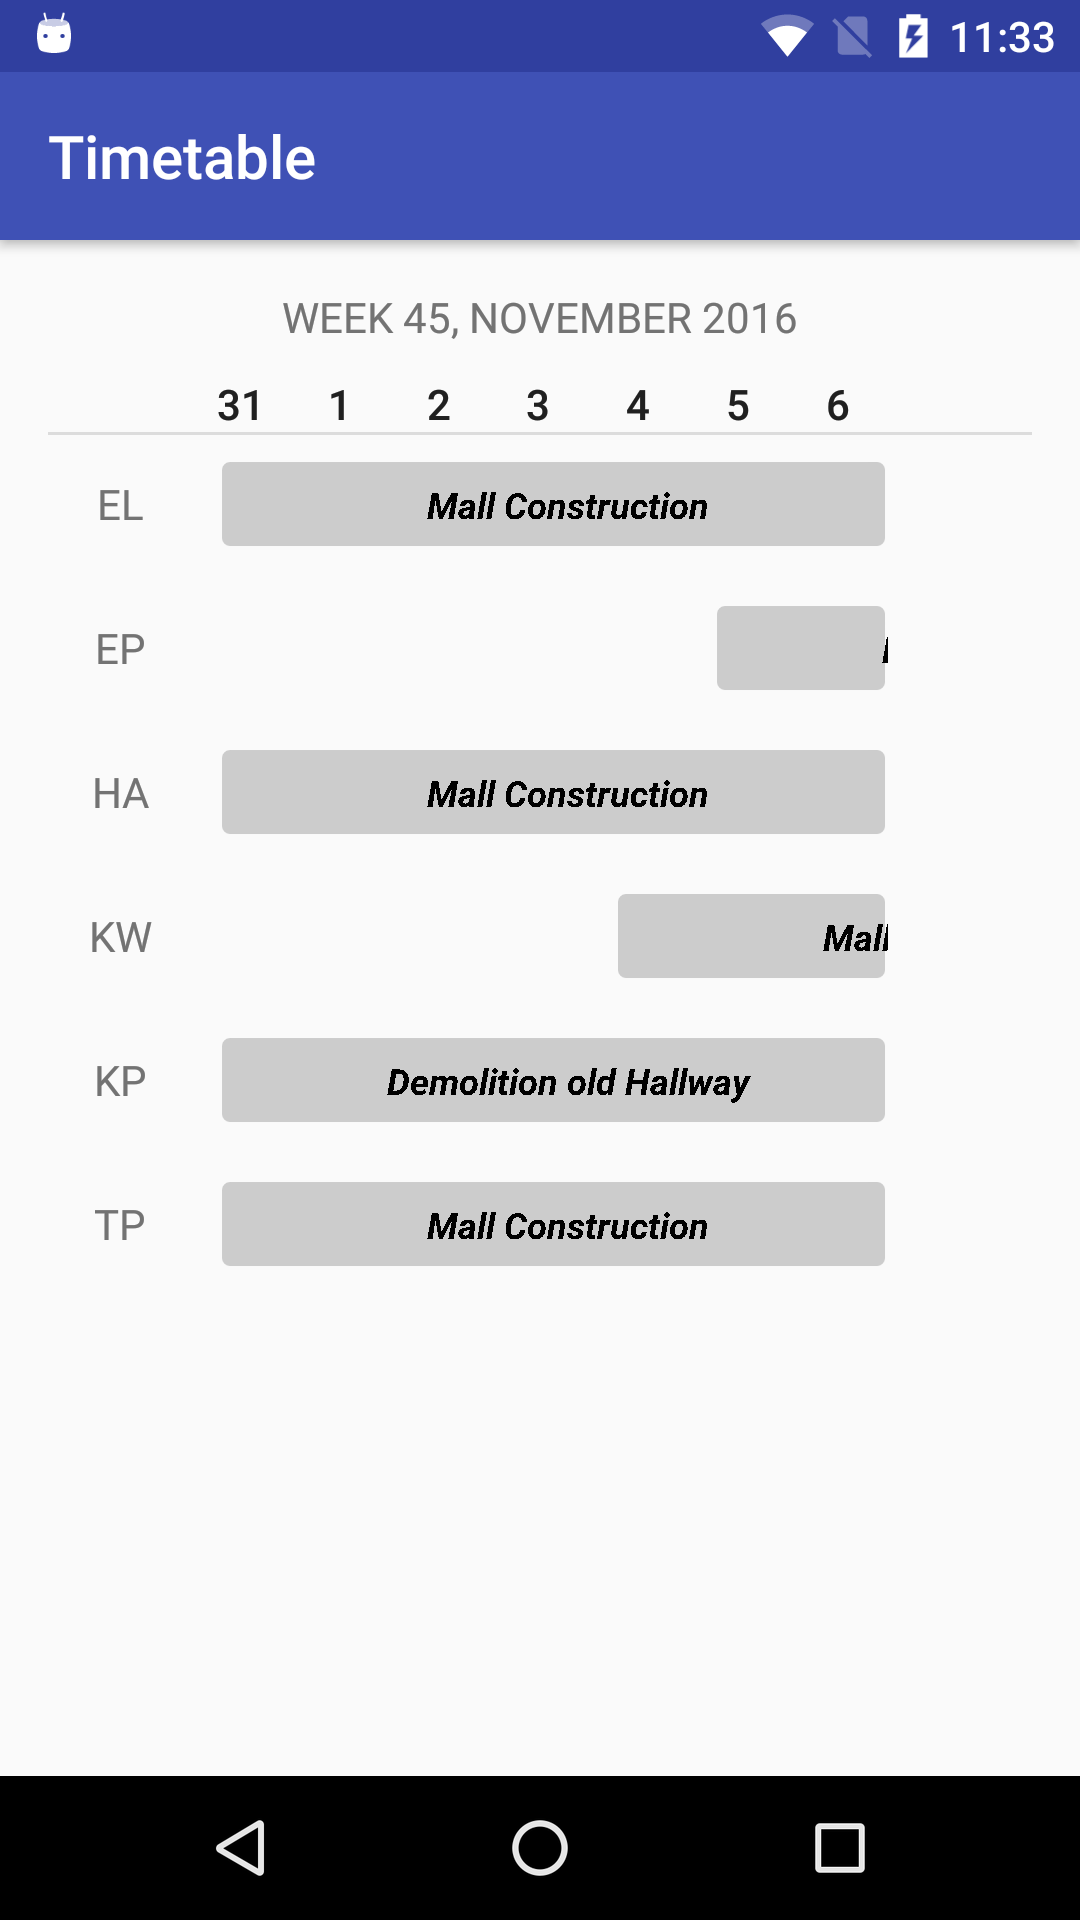 11:33
Timetable
WEEK 45, NOVEMBER 2016
31 1 2 3 4 5 6
EL Mall Construction
EP
HA Mall Construction
KW Mall
KP Demolition old Hallway
TP Mall Construction